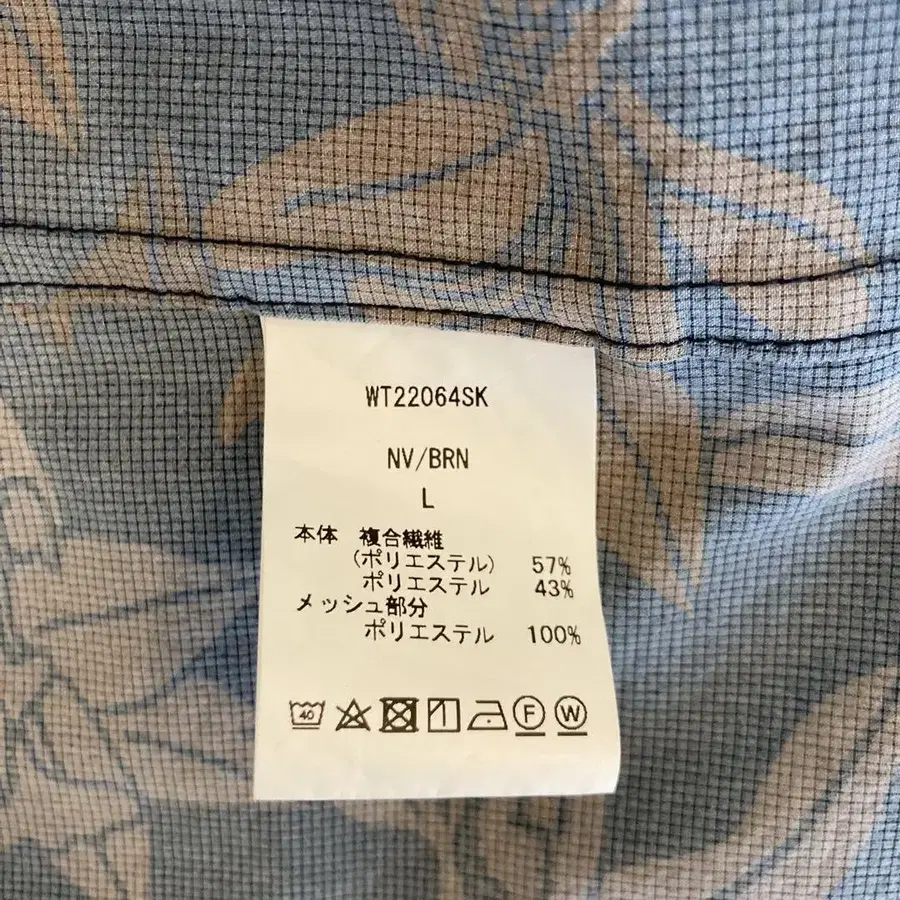 WT22064SK
NV/BRN
L
本体 複合繊維
(ポリエステル) 57%
ポリエステル 43%
メッシュ部分
ポリエステル 100%
40 F W